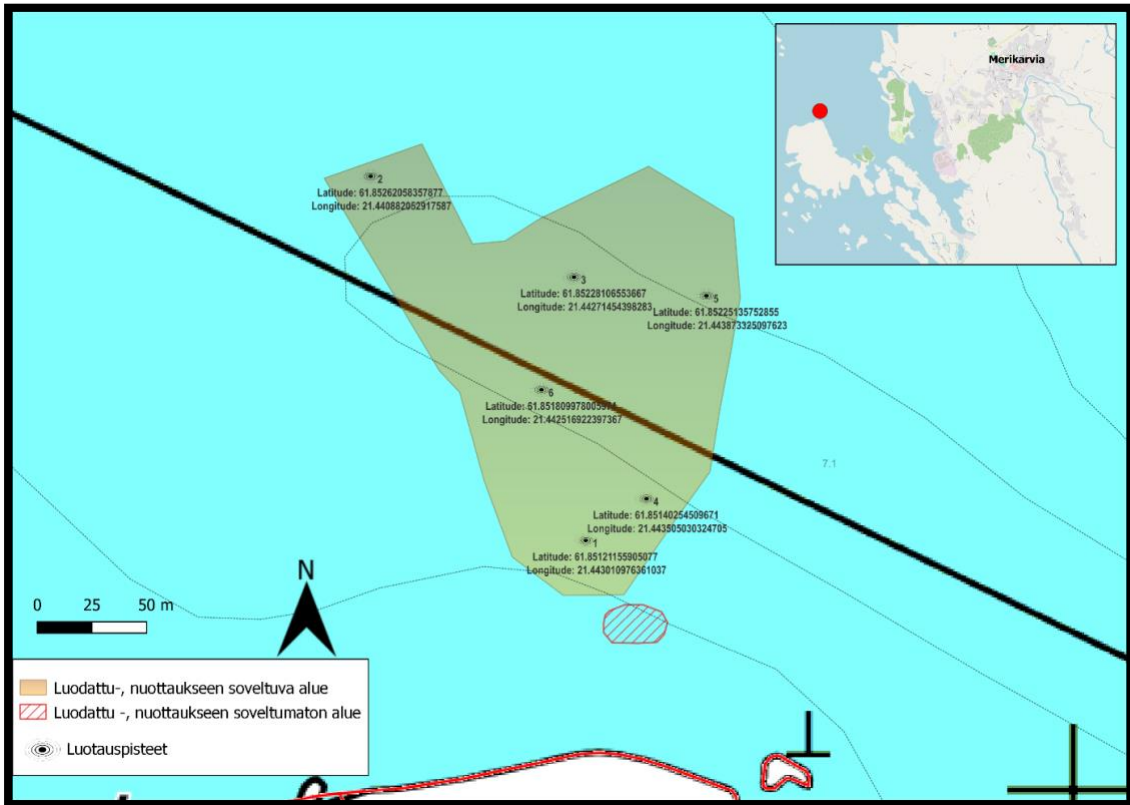 Merikarvia
2
Latitude: 61.85262058357877
Longitude: 21.440882062917587
3
Latitude: 61.85228106553667
Longitude: 21.44271454398283
5
Latitude: 61.85225135752855
Longitude: 21.443873325097623
6
Latitude:
Longitude: 21.442516922397367
7.1
4
Latitude: 61.85140254509671
Longitude: 21.443505030324705
1
Latitude: 61.85121155905077
Longitude: 21.443010976361037
N
0 25 50 m
Luodattu-, nuottaukseen soveltuva alue
Luodattu -, nuottaukseen soveltumaton alue
Luotauspisteet